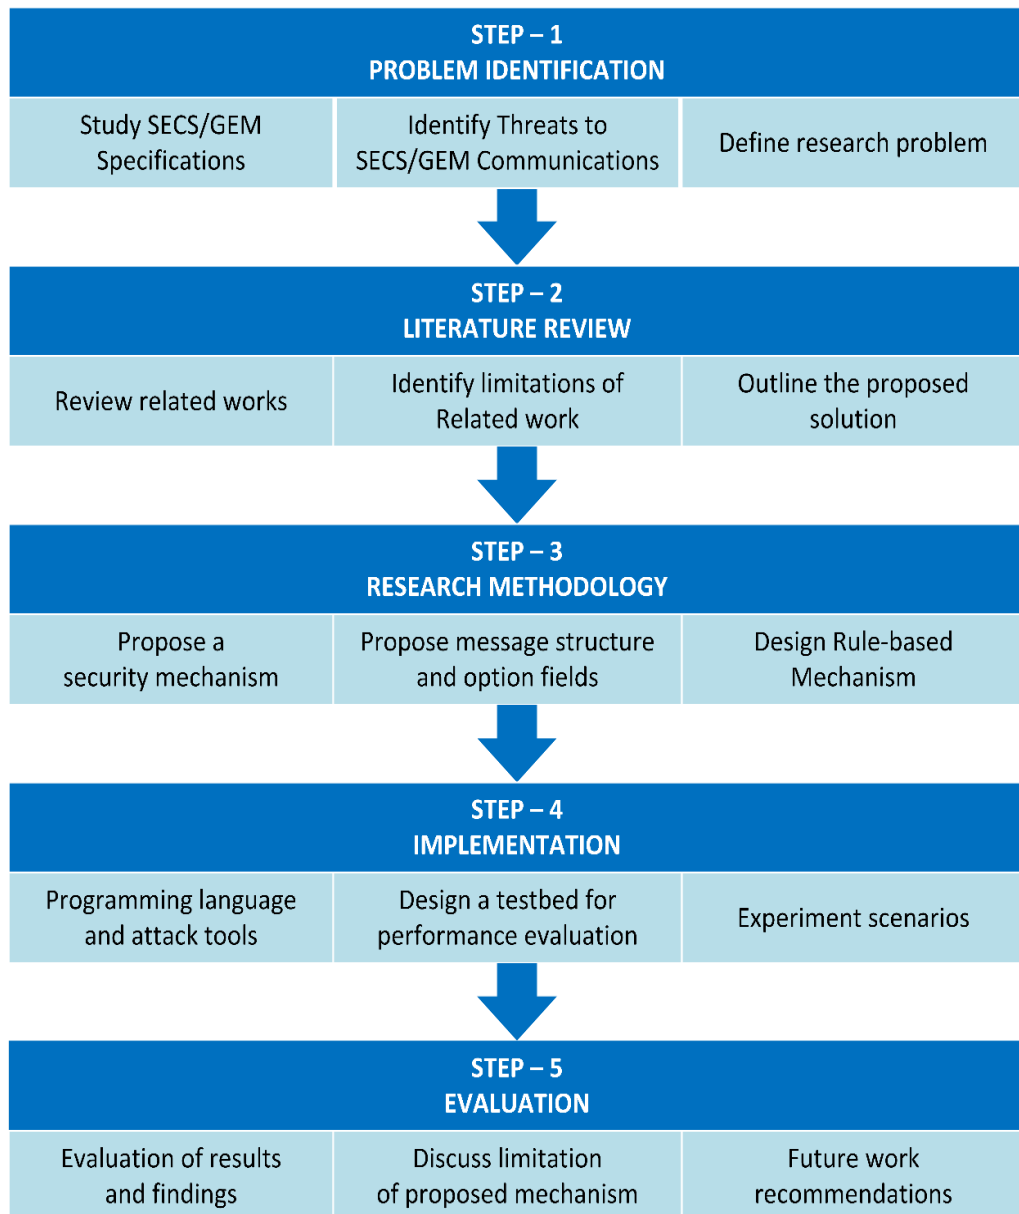 STEP – 1
PROBLEM IDENTIFICATION
Study SECS/GEM
Specifications
Identify Threats to
SECS/GEM Communications
Define research problem
STEP – 2
LITERATURE REVIEW
Review related works
Identify limitations of
Related work
Outline the proposed
solution
STEP – 3
RESEARCH METHODOLOGY
Propose a
security mechanism
Propose message structure
and option fields
Design Rule-based
Mechanism
STEP – 4
IMPLEMENTATION
Programming language
and attack tools
Design a testbed for
performance evaluation
Experiment scenarios
STEP – 5
EVALUATION
Evaluation of results
and findings
Discuss limitation
of proposed mechanism
Future work
recommendations